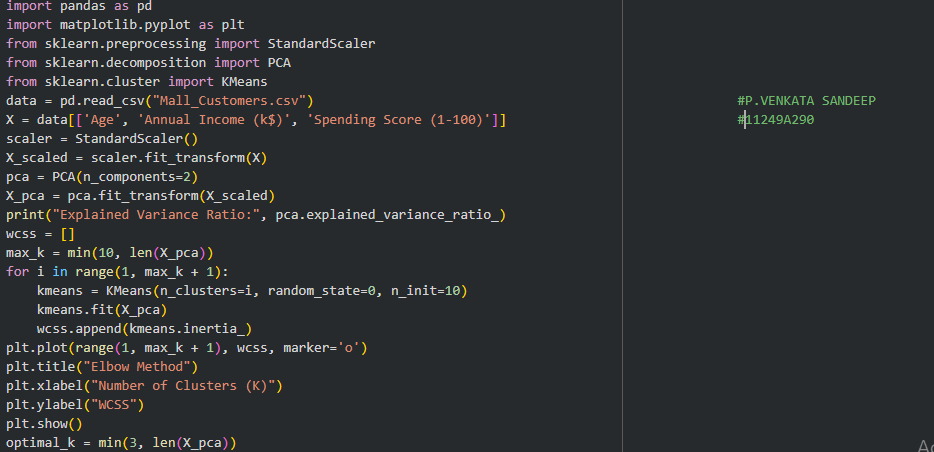 import pandas as pd
import matplotlib.pyplot as plt
from sklearn.preprocessing import StandardScaler
from sklearn.decomposition import PCA
from sklearn.cluster import KMeans
data = pd.read_csv("Mall_Customers.csv") #P.VENKATA SANDEEP
X = data[['Age', 'Annual Income (k$)', 'Spending Score (1-100)']] #11249A290
scaler = StandardScaler()
X_scaled = scaler.fit_transform(X)
pca = PCA(n_components=2)
X_pca = pca.fit_transform(X_scaled)
print("Explained Variance Ratio:", pca.explained_variance_ratio_)
wcss = []
max_k = min(10, len(X_pca))
for i in range(1, max_k + 1):
    kmeans = KMeans(n_clusters=i, random_state=0, n_init=10)
    kmeans.fit(X_pca)
    wcss.append(kmeans.inertia_)
plt.plot(range(1, max_k + 1), wcss, marker='o')
plt.title("Elbow Method")
plt.xlabel("Number of Clusters (K)")
plt.ylabel("WCSS")
plt.show()
optimal_k = min(3, len(X_pca))